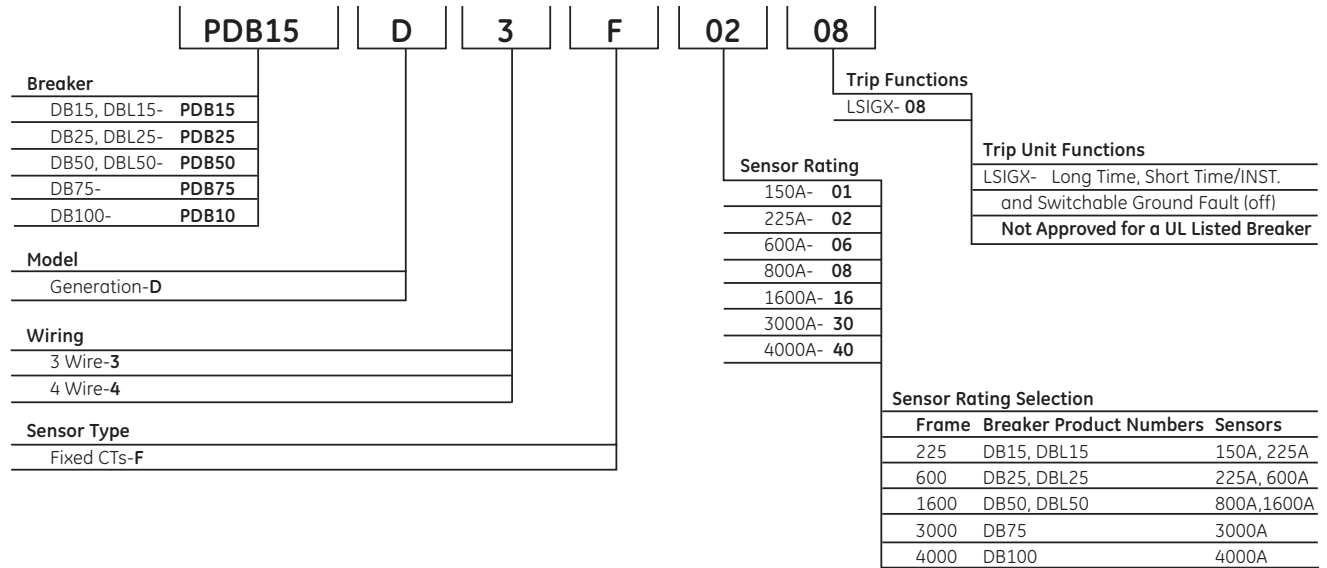 PDB15 D 3 F 02 08
Breaker
DB15, DBL15- PDB15
DB25, DBL25- PDB25
DB50, DBL50- PDB50
DB75- PDB75
DB100- PDB10
Model
Generation-D
Wiring
3 Wire-3
4 Wire-4
Sensor Type
Fixed CTs-F
Trip Functions
LSIGX- 08
Trip Unit Functions
LSIGX- Long Time, Short Time/INST.
and Switchable Ground Fault (off)
Not Approved for a UL Listed Breaker
Sensor Rating
150A- 01
225A- 02
600A- 06
800A- 08
1600A- 16
3000A- 30
4000A- 40
Sensor Rating Selection
Frame Breaker Product Numbers Sensors
225 DB15, DBL15 150A, 225A
600 DB25, DBL25 225A, 600A
1600 DB50, DBL50 800A,1600A
3000 DB75 3000A
4000 DB100 4000A